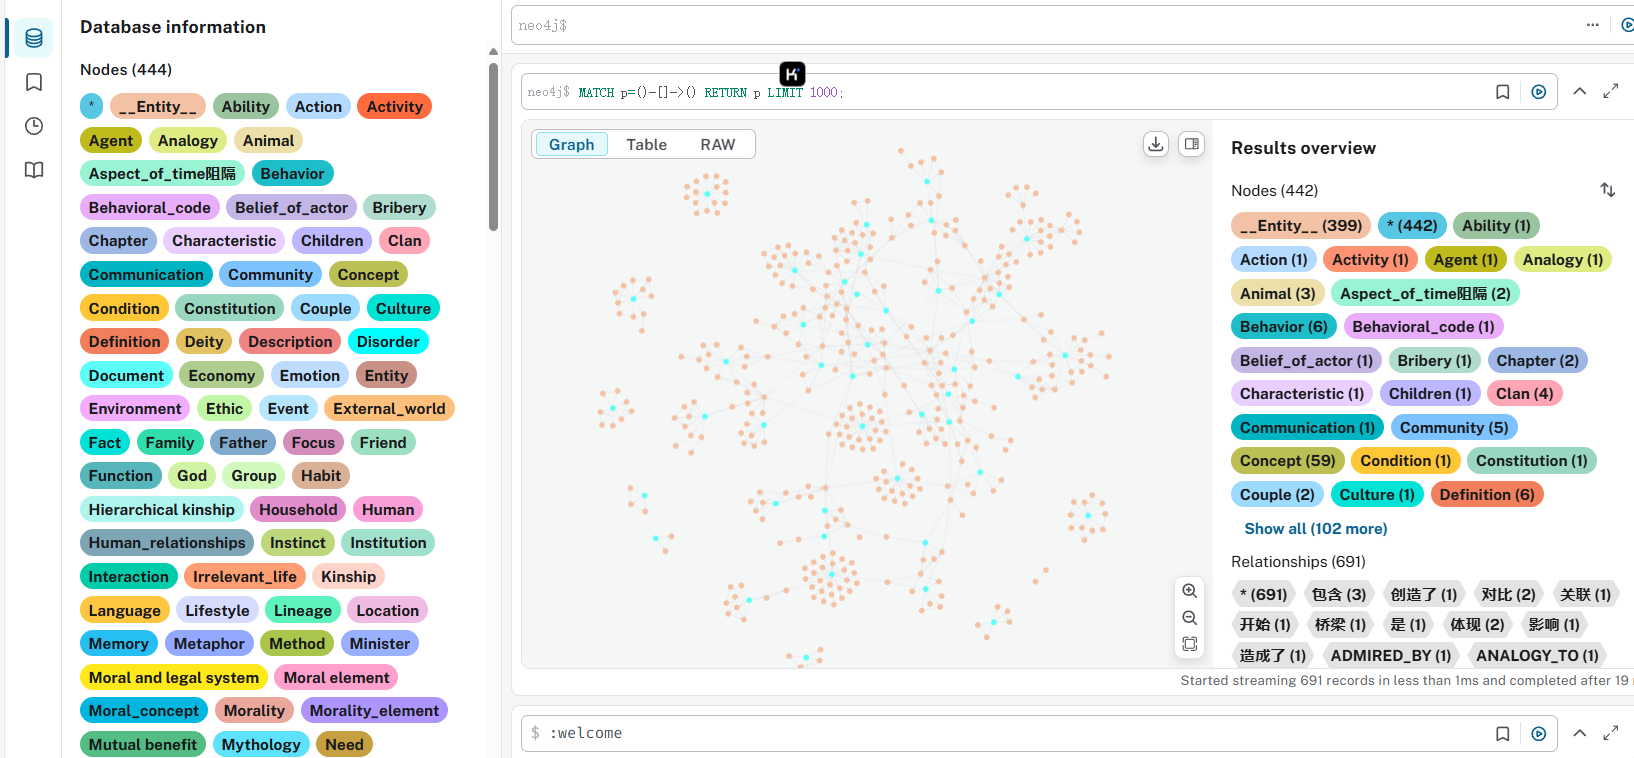 Database information
Nodes (444)
* __Entity__ Ability Action Activity
Agent Analogy Animal
Aspect_of_time阻隔 Behavior
Behavioral_code Belief_of_actor Bribery
Chapter Characteristic Children Clan
Communication Community Concept
Condition Constitution Couple Culture
Definition Deity Description Disorder
Document Economy Emotion Entity
Environment Ethic Event External_world
Fact Family Father Focus Friend
Function God Group Habit
Hierarchical kinship Household Human
Human_relationships Instinct Institution
Interaction Irrelevant_life Kinship
Language Lifestyle Lineage Location
Memory Metaphor Method Minister
Moral and legal system Moral element
Moral_concept Morality Morality_element
Mutual benefit Mythology Need
neo4j$
neo4j$ MATCH p=()-[]->() RETURN p LIMIT 1000;
K
Graph Table RAW
Results overview
Nodes (442)
__Entity__ (399) * (442) Ability (1)
Action (1) Activity (1) Agent (1) Analogy (1)
Animal (3) Aspect_of_time阻隔 (2)
Behavior (6) Behavioral_code (1)
Belief_of_actor (1) Bribery (1) Chapter (2)
Characteristic (1) Children (1) Clan (4)
Communication (1) Community (5)
Concept (59) Condition (1) Constitution (1)
Couple (2) Culture (1) Definition (6)
Show all (102 more)
Relationships (691)
* (691) 包含 (3) 创造了 (1) 对比 (2) 关联 (1)
开始 (1) 桥梁 (1) 是 (1) 体现 (2) 影响 (1)
造成了 (1) ADMIRED_BY (1) ANALOGY_TO (1)
Started streaming 691 records in less than 1ms and completed after 19
$ :welcome